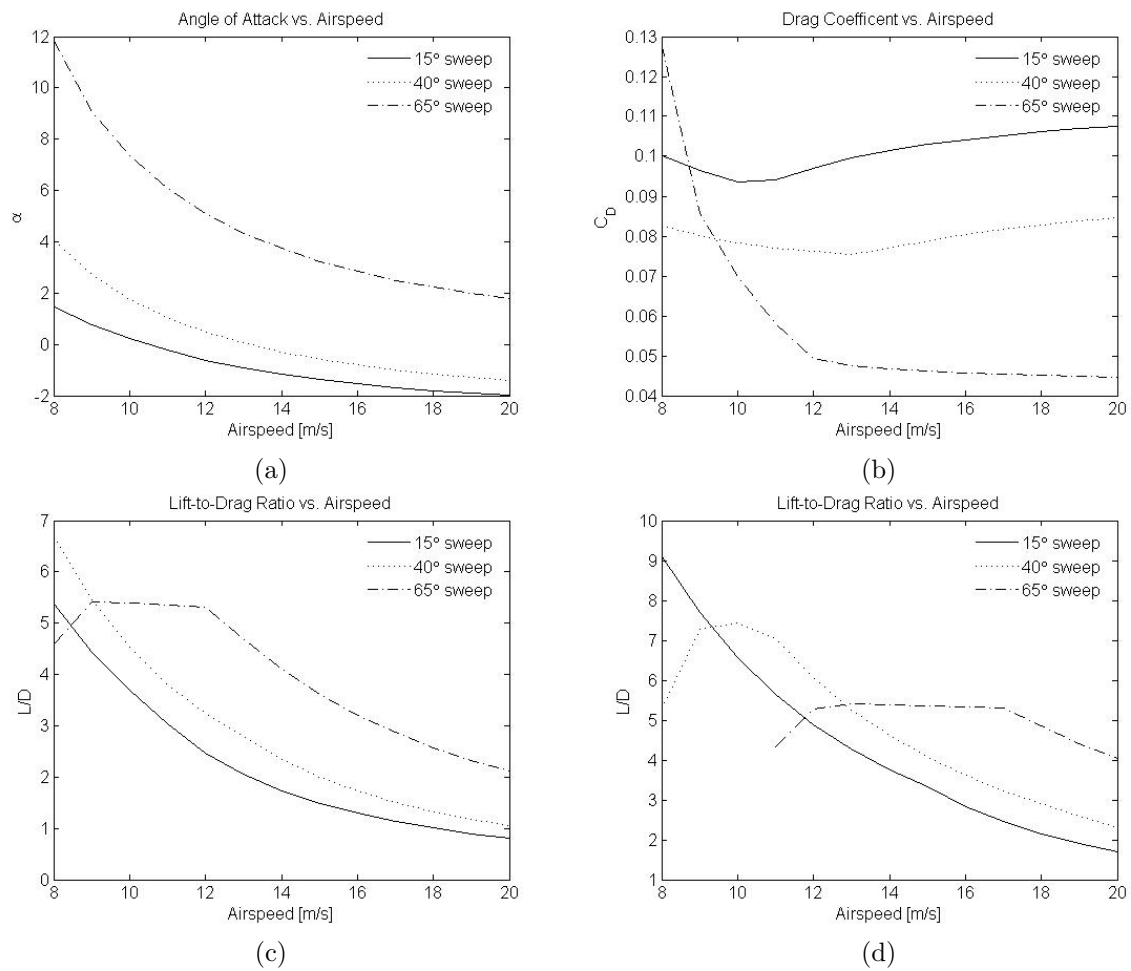 Angle of Attack vs. Airspeed
12
10
8
6
4
2
0
-2
α
15° sweep
40° sweep
65° sweep
8 10 12 14 16 18 20
Airspeed [m/s]
(a)
Drag Coefficent vs. Airspeed
0.13
0.12
0.11
0.1
0.09
0.08
0.07
0.06
0.05
0.04
C_D
15° sweep
40° sweep
65° sweep
8 10 12 14 16 18 20
Airspeed [m/s]
(b)
Lift-to-Drag Ratio vs. Airspeed
7
6
5
4
3
2
1
0
L/D
15° sweep
40° sweep
65° sweep
8 10 12 14 16 18 20
Airspeed [m/s]
(c)
Lift-to-Drag Ratio vs. Airspeed
10
9
8
7
6
5
4
3
2
1
L/D
15° sweep
40° sweep
65° sweep
8 10 12 14 16 18 20
Airspeed [m/s]
(d)